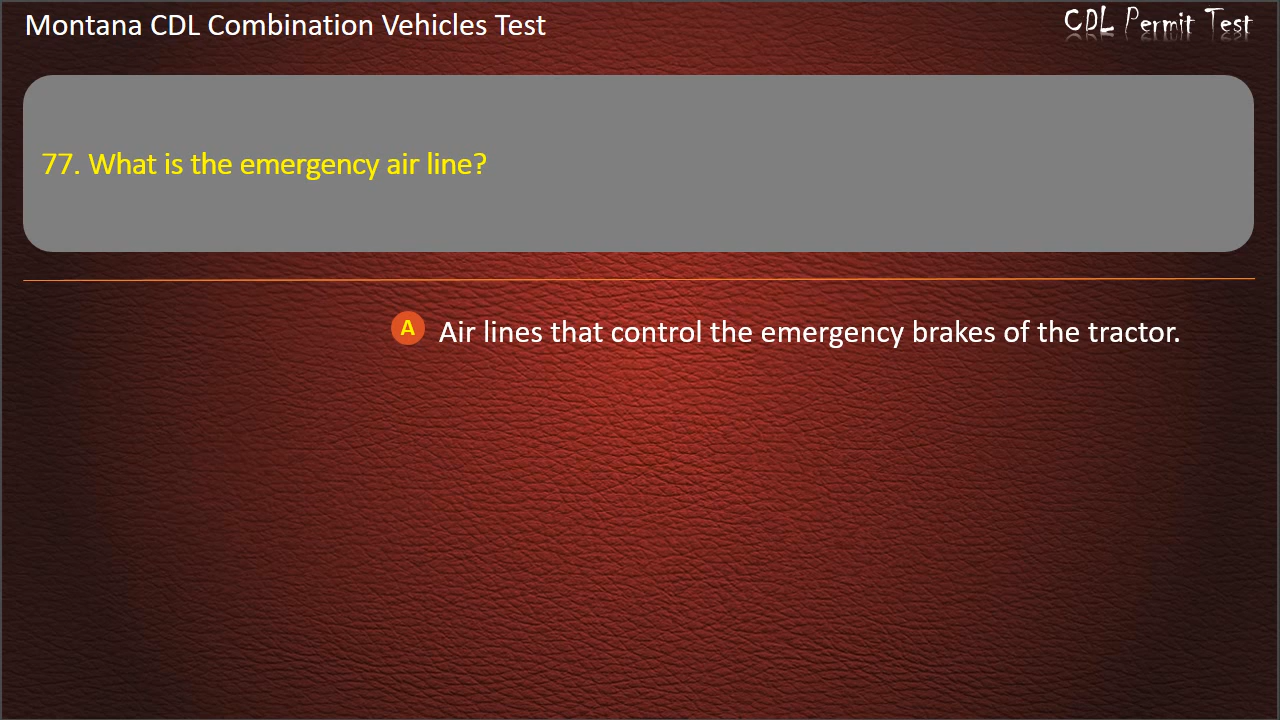 Montana CDL Combination Vehicles Test
CDL Permit Test
77. What is the emergency air line?
A Air lines that control the emergency brakes of the tractor.